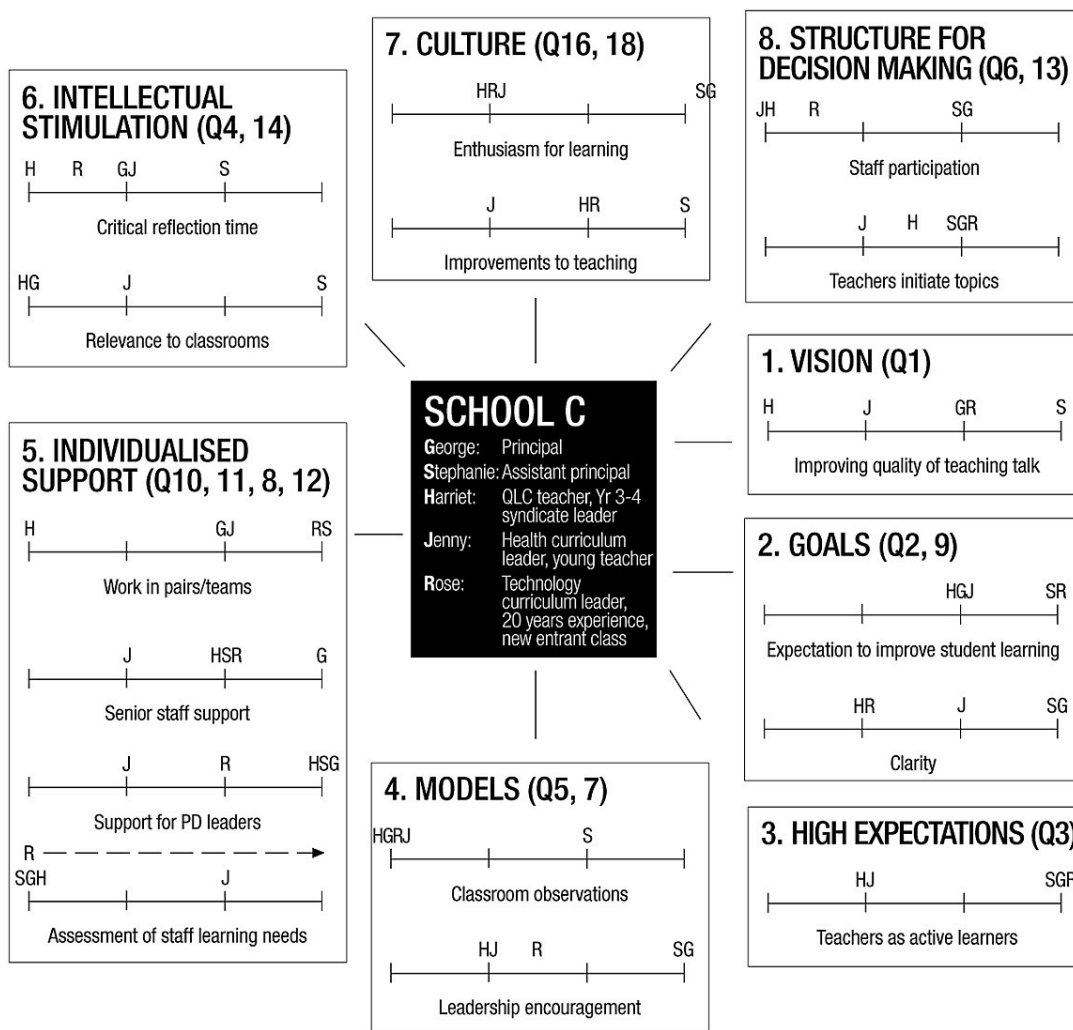 7. CULTURE (Q16, 18)
HRJ SG
Enthusiasm for learning
J HR S
Improvements to teaching
8. STRUCTURE FOR
DECISION MAKING (Q6, 13)
JH R SG
Staff participation
J H SGR
Teachers initiate topics
6. INTELLECTUAL
STIMULATION (Q4, 14)
H R GJ S
Critical reflection time
HG J S
Relevance to classrooms
SCHOOL C
George: Principal
Stephanie: Assistant principal
Harriet: QLC teacher, Yr 3-4
syndicate leader
Jenny: Health curriculum
leader, young teacher
Rose: Technology
curriculum leader,
20 years experience,
new entrant class
1. VISION (Q1)
H J GR S
Improving quality of teaching talk
5. INDIVIDUALISED
SUPPORT (Q10, 11, 8, 12)
H GJ RS
Work in pairs/teams
J HSR G
Senior staff support
J R HSG
Support for PD leaders
R
SGH J
Assessment of staff learning needs
2. GOALS (Q2, 9)
HGJ SR
Expectation to improve student learning
HR J SG
Clarity
4. MODELS (Q5, 7)
HGRJ S
Classroom observations
HJ R SG
Leadership encouragement
3. HIGH EXPECTATIONS (Q3)
HJ SGR
Teachers as active learners